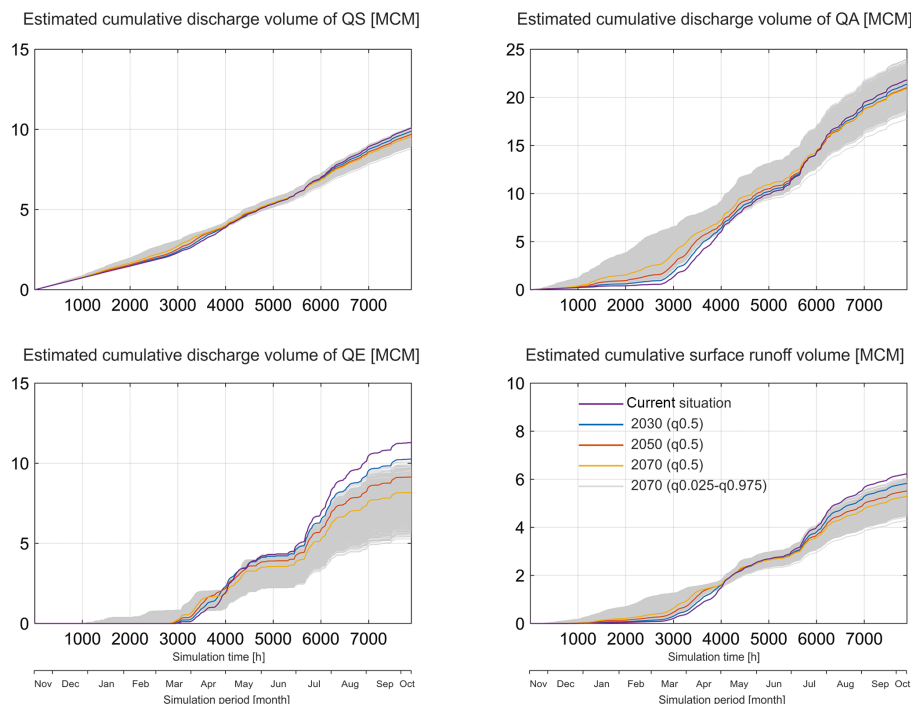 Estimated cumulative discharge volume of QS [MCM]
15
10
5
0
1000 2000 3000 4000 5000 6000 7000
Estimated cumulative discharge volume of QA [MCM]
25
20
15
10
5
0
1000 2000 3000 4000 5000 6000 7000
Estimated cumulative discharge volume of QE [MCM]
15
10
5
0
1000 2000 3000 4000 5000 6000 7000
Simulation time [h]
Nov Dec Jan Feb Mar Apr May Jun Jul Aug Sep Oct
Simulation period [month]
Estimated cumulative surface runoff volume [MCM]
10
8
6
4
2
0
Current situation
2030 (q0.5)
2050 (q0.5)
2070 (q0.5)
2070 (q0.025-q0.975)
1000 2000 3000 4000 5000 6000 7000
Simulation time [h]
Nov Dec Jan Feb Mar Apr May Jun Jul Aug Sep Oct
Simulation period [month]